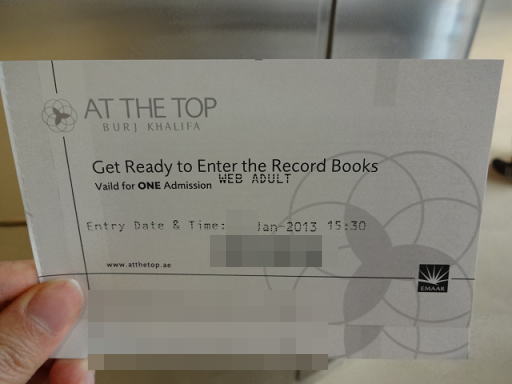 AT THE TOP
BURJ KHALIFA
Get Ready to Enter the Record Books
Vaild for ONE Admission WEB ADULT
Entry Date & Time: Jan-2013 15:30
www.atthetop.ae
EMAAR